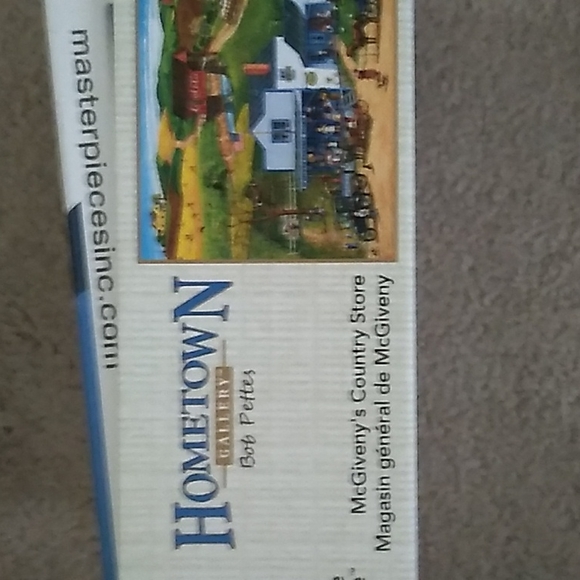 masterpiecesinc.com
HOMETOWN
GALLERY
Bob Pettes
McGiveny's Country Store
Magasin général de McGiveny